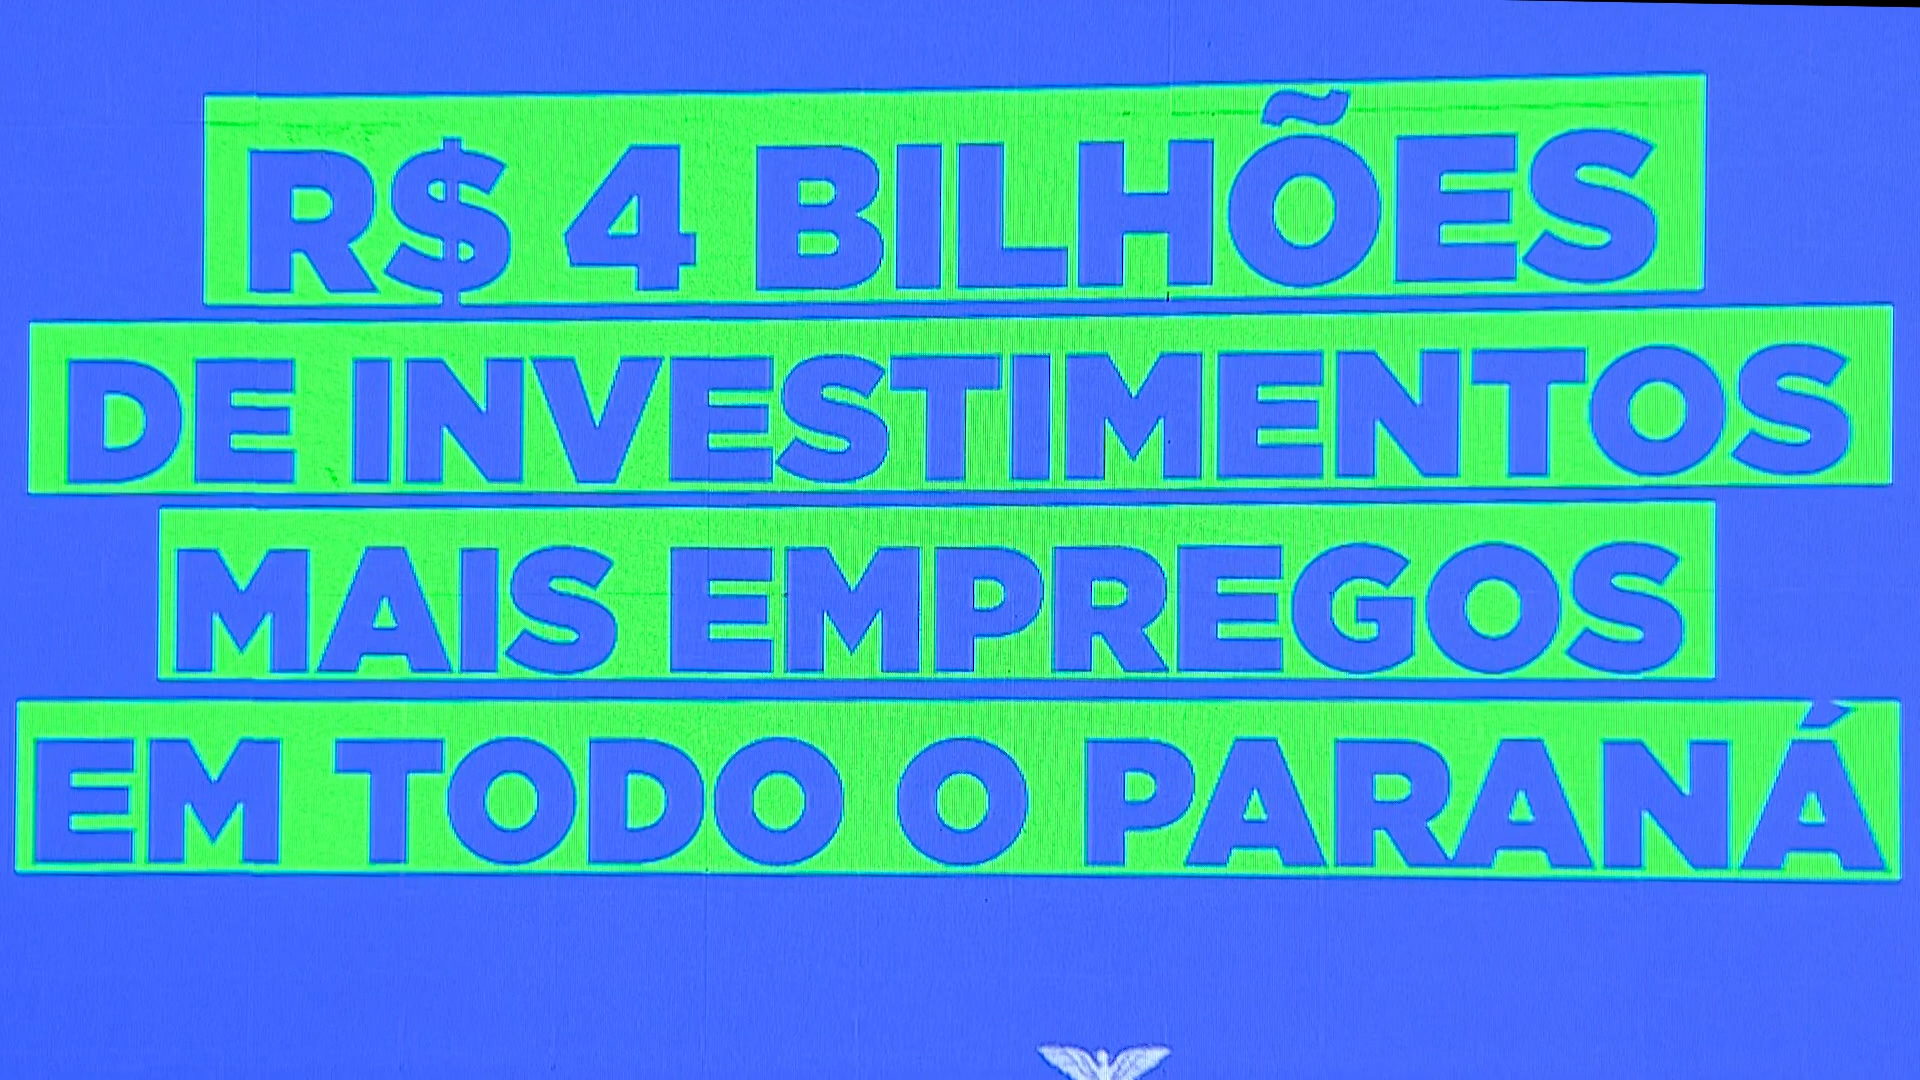 R$ 4 BILHÕES
DE INVESTIMENTOS
MAIS EMPREGOS
EM TODO O PARANÁ